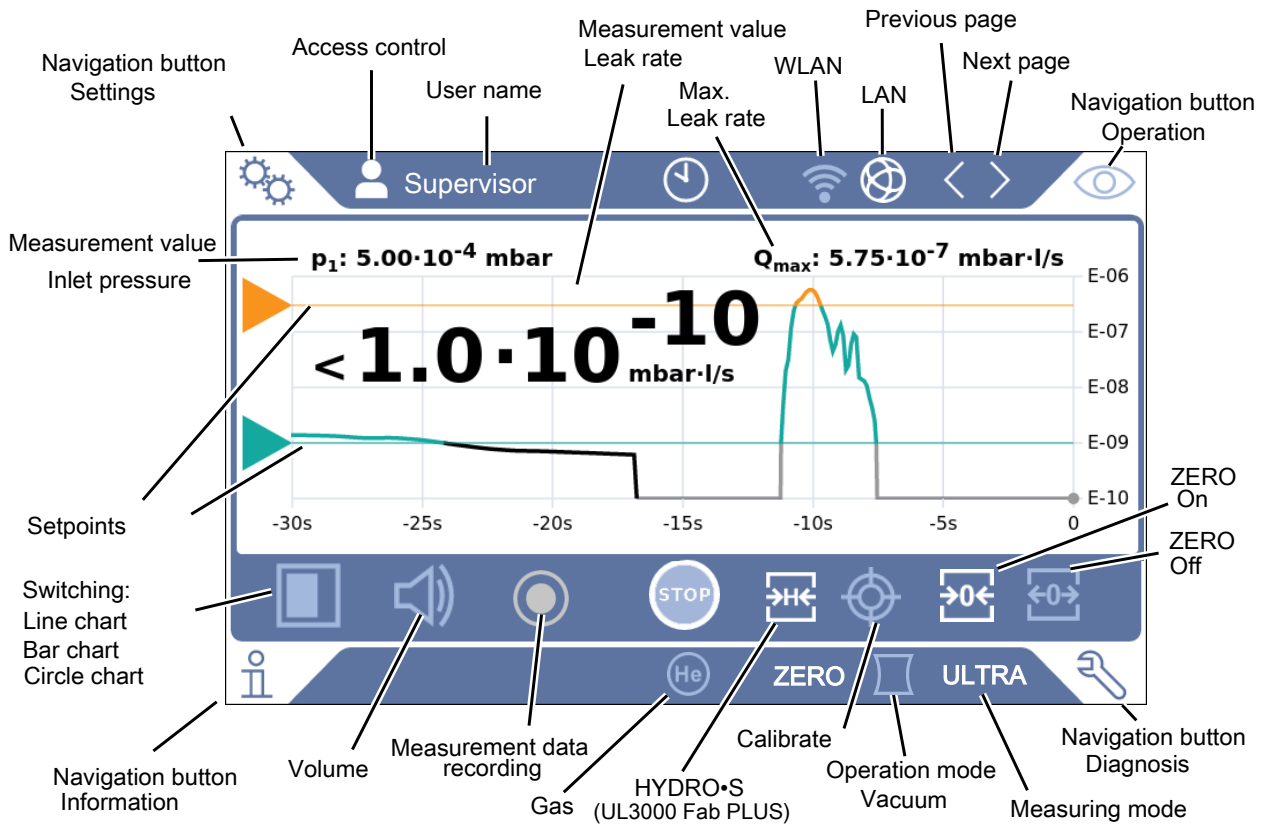 Previous page
Measurement value
Leak rate
Access control
Navigation button
Settings
WLAN
Next page
User name
Max.
Leak rate
LAN
Navigation button
Operation
Supervisor
Measurement value
Inlet pressure
p₁: 5.00·10⁻⁴ mbar
Qₘₐₓ: 5.75·10⁻⁷ mbar·l/s
E-06
<1.0·10⁻¹⁰
mbar·l/s
E-07
E-08
E-09
E-10
-30s
-25s
-20s
-15s
-10s
-5s
0
Setpoints
ZERO
On
ZERO
Off
Switching:
Line chart
Bar chart
Circle chart
STOP
→H←
→0←
←0→
He
ZERO
ULTRA
Navigation button
Information
Volume
Measurement data
recording
Gas
HYDRO•S
(UL3000 Fab PLUS)
Calibrate
Operation mode
Vacuum
Measuring mode
Navigation button
Diagnosis